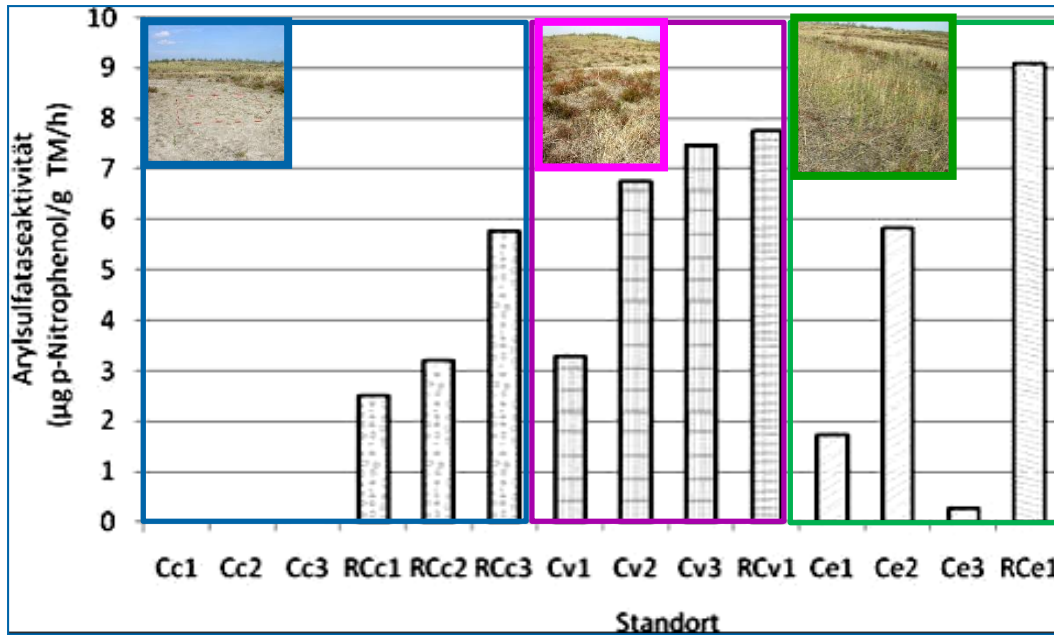 Arylsulfataseaktivität
(µg p-Nitrophenol/g TM/h)
10
9
8
7
6
5
4
3
2
1
0
Cc1 Cc2 Cc3 RCc1 RCc2 RCc3 Cv1 Cv2 Cv3 RCv1 Ce1 Ce2 Ce3 RCe1
Standort